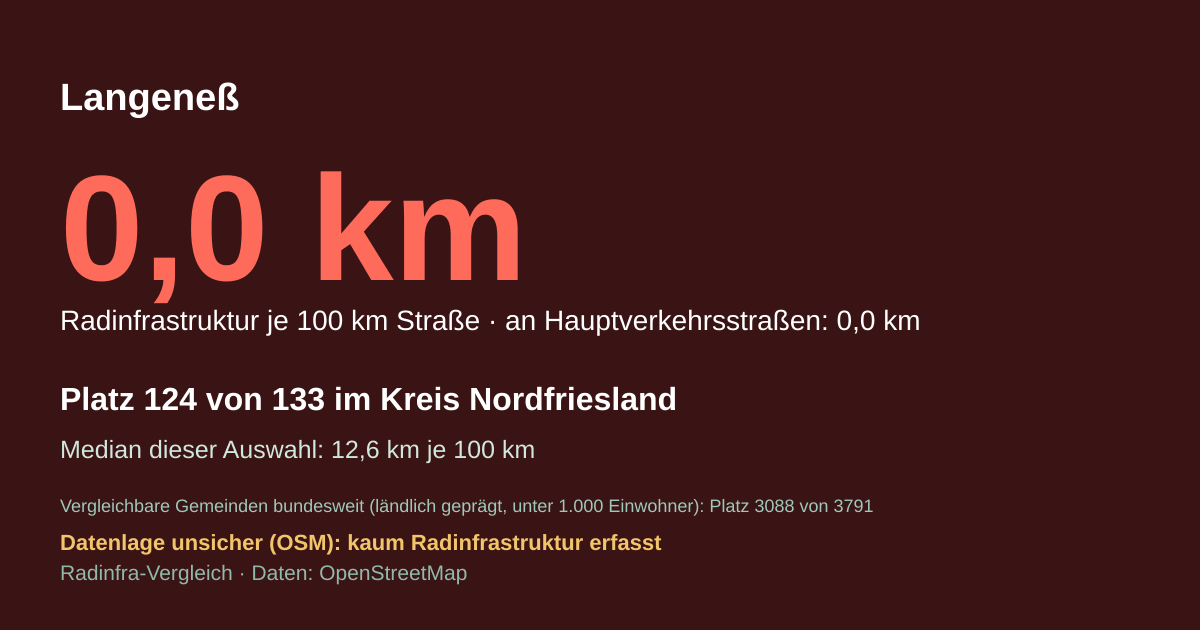 Langeneß
0,0 km
Radinfrastruktur je 100 km Straße · an Hauptverkehrsstraßen: 0,0 km
Platz 124 von 133 im Kreis Nordfriesland
Median dieser Auswahl: 12,6 km je 100 km
Vergleichbare Gemeinden bundesweit (ländlich geprägt, unter 1.000 Einwohner): Platz 3088 von 3791
Datenlage unsicher (OSM): kaum Radinfrastruktur erfasst
Radinfra-Vergleich · Daten: OpenStreetMap